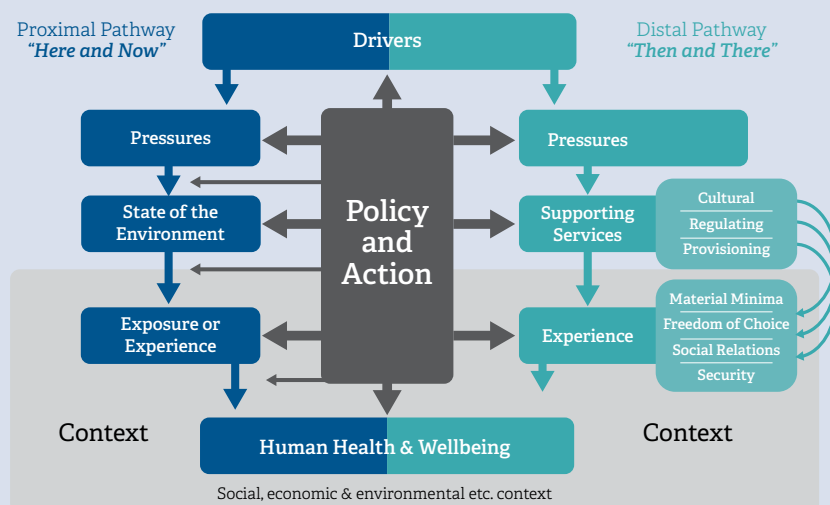 Proximal Pathway
“Here and Now”
Drivers
Distal Pathway
“Then and There”
Pressures
State of the
Environment
Exposure or
Experience
Policy
and
Action
Pressures
Supporting
Services
Cultural
Regulating
Provisioning
Experience
Material Minima
Freedom of Choice
Social Relations
Security
Context
Context
Human Health & Wellbeing
Social, economic & environmental etc. context